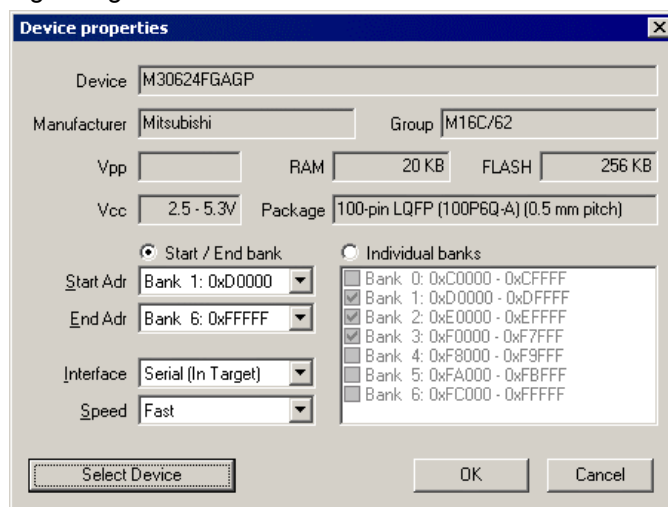 Device properties
Device M30624FGAGP
Manufacturer Mitsubishi Group M16C/62
Vpp RAM 20 KB FLASH 256 KB
Vcc 2.5 - 5.3V Package 100-pin LQFP (100P6Q-A) (0.5 mm pitch)
Start / End bank Individual banks
Start Adr Bank 1: 0xD0000
End Adr Bank 6: 0xFFFFF
Interface Serial (In Target)
Speed Fast
Bank 0: 0xC0000 - 0xCFFFF
Bank 1: 0xD0000 - 0xDFFFF
Bank 2: 0xE0000 - 0xEFFFF
Bank 3: 0xF0000 - 0xF7FFF
Bank 4: 0xF8000 - 0xF9FFF
Bank 5: 0xFA000 - 0xFBFFF
Bank 6: 0xFC000 - 0xFFFFF
Select Device OK Cancel